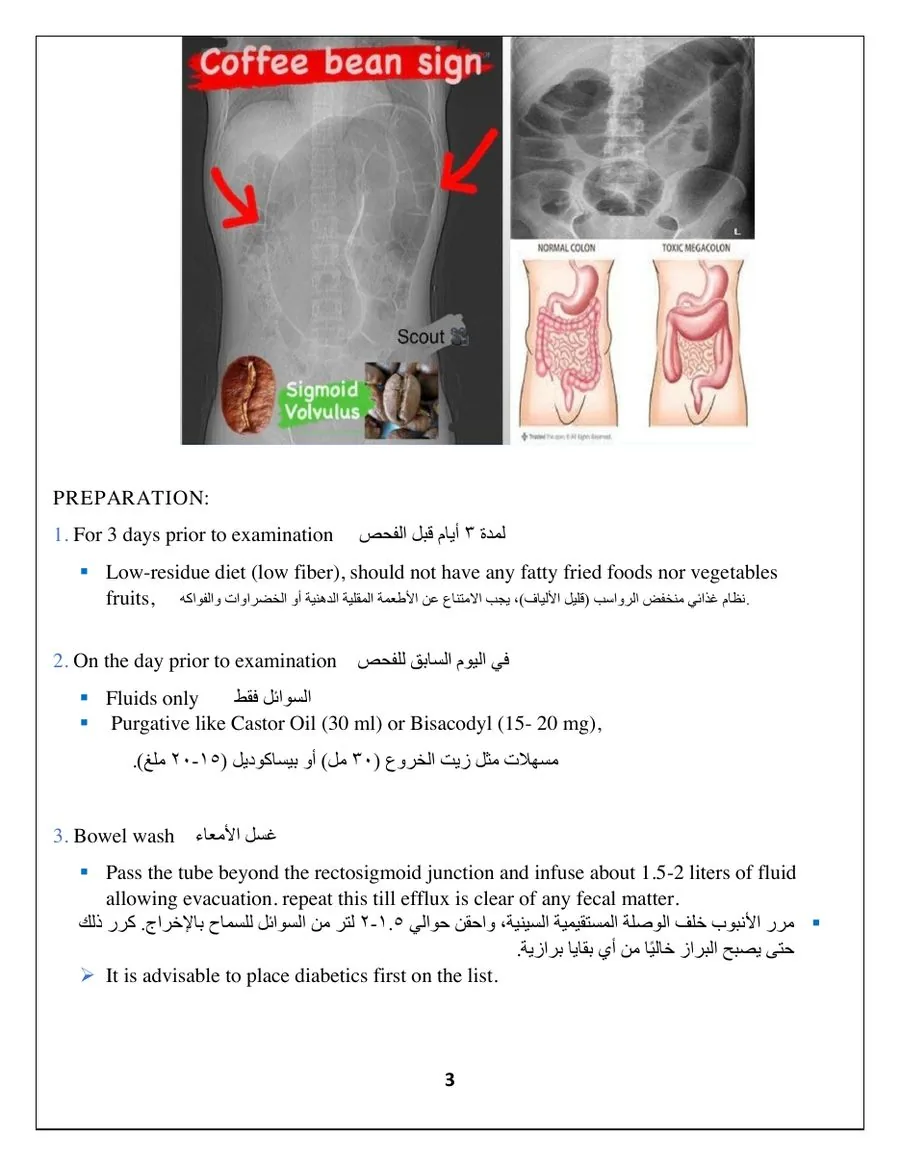 Coffee bean sign
Scout
Sigmoid
Volvulus
L
NORMAL COLON
TOXIC MEGACOLON
PREPARATION:
1. For 3 days prior to examination لمدة ٣ أيام قبل الفحص
▪ Low-residue diet (low fiber), should not have any fatty fried foods nor vegetables
fruits, نظام غذائي منخفض الرواسب (قليل الألياف)، يجب الامتناع عن الأطعمة المقلية الدهنية أو الخضراوات والفواكه.
2. On the day prior to examination في اليوم السابق للفحص
▪ Fluids only السوائل فقط
▪ Purgative like Castor Oil (30 ml) or Bisacodyl (15- 20 mg),
مسهلات مثل زيت الخروع (٣٠ مل) أو بيساكوديل (١٥-٢٠ ملغ).
3. Bowel wash غسل الأمعاء
▪ Pass the tube beyond the rectosigmoid junction and infuse about 1.5-2 liters of fluid
allowing evacuation. repeat this till efflux is clear of any fecal matter.
▪ مرر الأنبوب خلف الوصلة المستقيمية السينية، واحقن حوالي ١.٥-٢ لتر من السوائل للسماح بالإخراج. كرر ذلك
حتى يصبح البراز خاليًا من أي بقايا برازية.
➢ It is advisable to place diabetics first on the list.
3